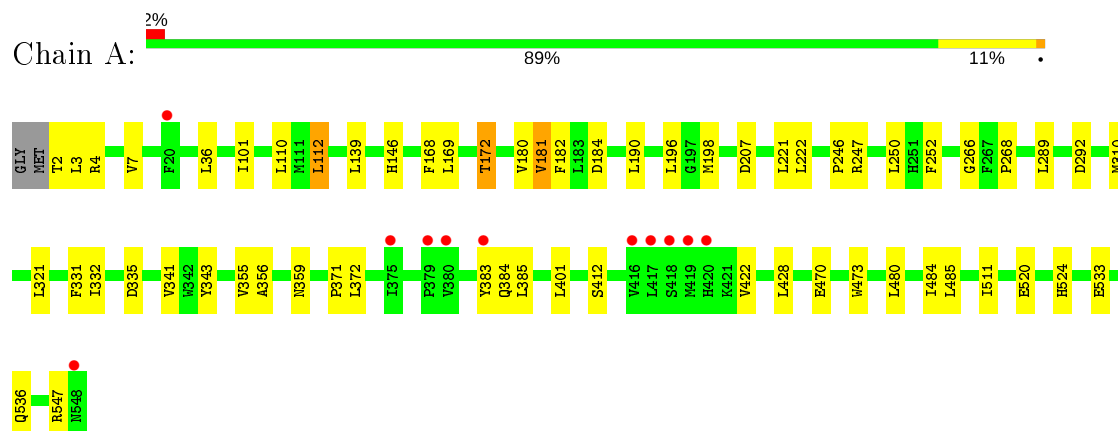 2%
Chain A:
89% 11% •
GLY MET T2 L3 R4 V7 F20 L36 I101 L110 M111 L112 L139 H146 F168 L169 T172 V180 V181 F182 L183 D184 L190 L196 G197 M198 D207 L221 L222 P246 R247 L250 H251 F252 G266 F267 P268 L289 D292 M310
L321 F331 I332 D335 V341 W342 Y343 V355 A356 N359 P371 L372 I375 P379 V380 Y383 Q384 L385 L401 S412 V416 L417 S418 M419 H420 K421 V422 L428 E470 W473 L480 I484 L485 I511 E520 H524 E533
Q536 R547 N548